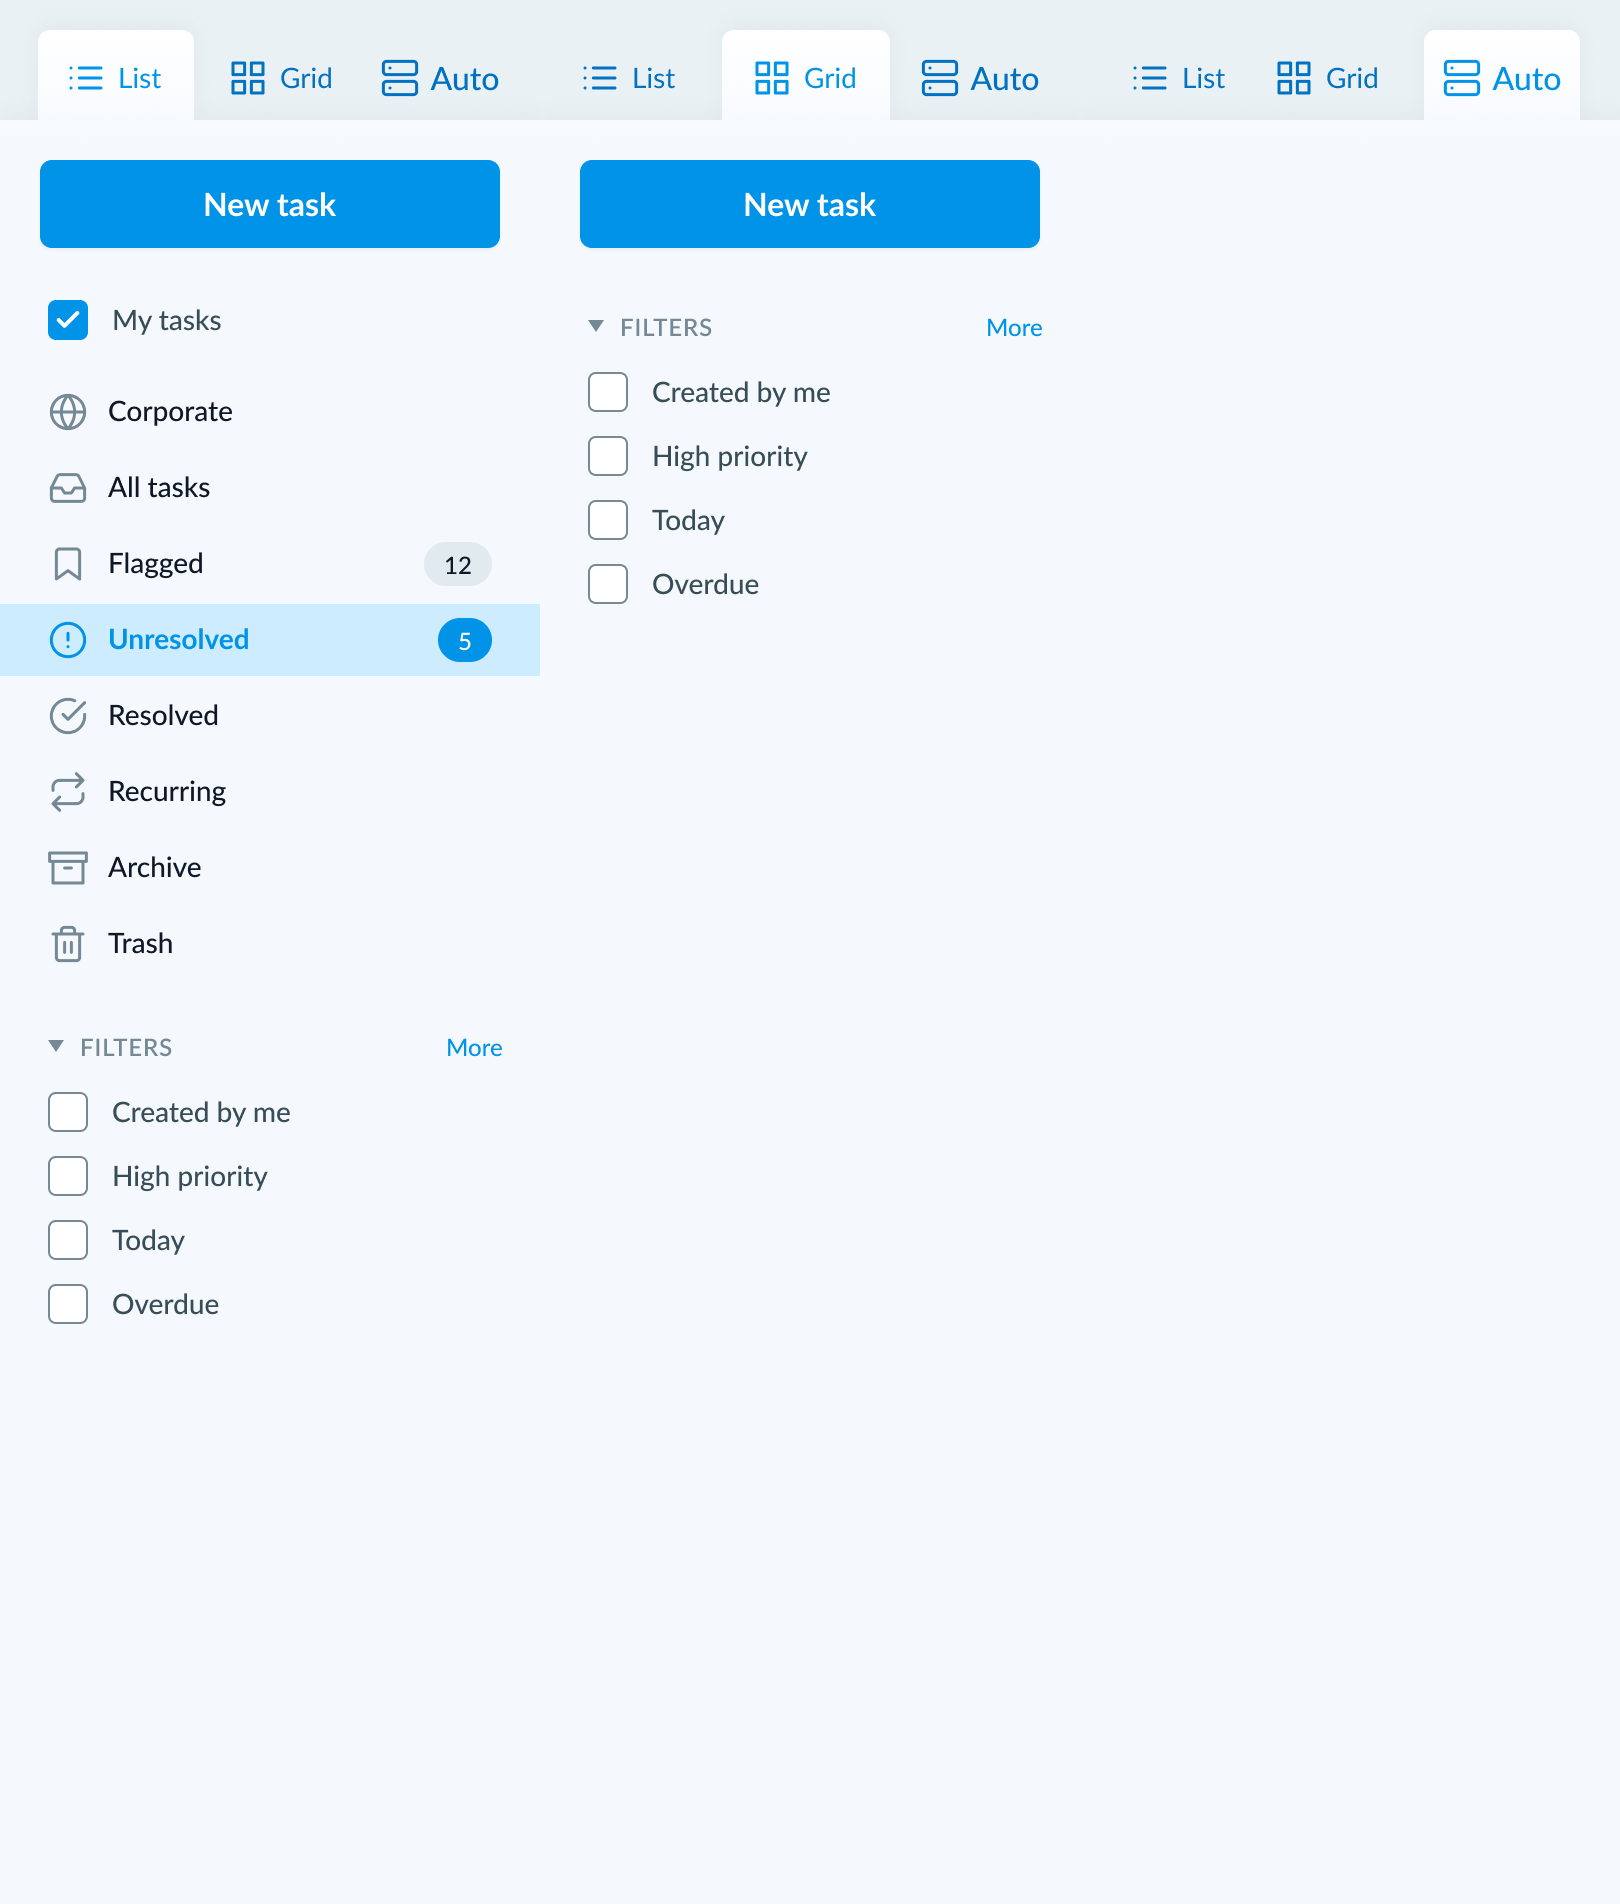 List Grid Auto List Grid Auto List Grid Auto
New task
My tasks
Corporate
All tasks
Flagged 12
Unresolved 5
Resolved
Recurring
Archive
Trash
FILTERS More
Created by me
High priority
Today
Overdue
New task
FILTERS More
Created by me
High priority
Today
Overdue